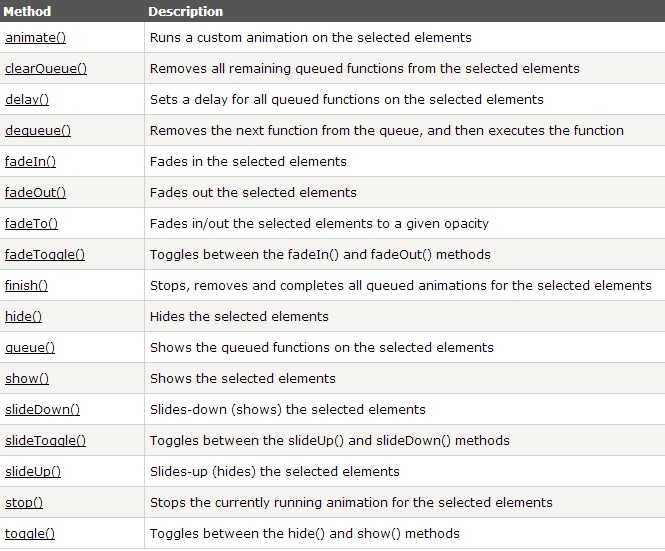 Method Description
animate() Runs a custom animation on the selected elements
clearQueue() Removes all remaining queued functions from the selected elements
delay() Sets a delay for all queued functions on the selected elements
dequeue() Removes the next function from the queue, and then executes the function
fadeIn() Fades in the selected elements
fadeOut() Fades out the selected elements
fadeTo() Fades in/out the selected elements to a given opacity
fadeToggle() Toggles between the fadeIn() and fadeOut() methods
finish() Stops, removes and completes all queued animations for the selected elements
hide() Hides the selected elements
queue() Shows the queued functions on the selected elements
show() Shows the selected elements
slideDown() Slides-down (shows) the selected elements
slideToggle() Toggles between the slideUp() and slideDown() methods
slideUp() Slides-up (hides) the selected elements
stop() Stops the currently running animation for the selected elements
toggle() Toggles between the hide() and show() methods